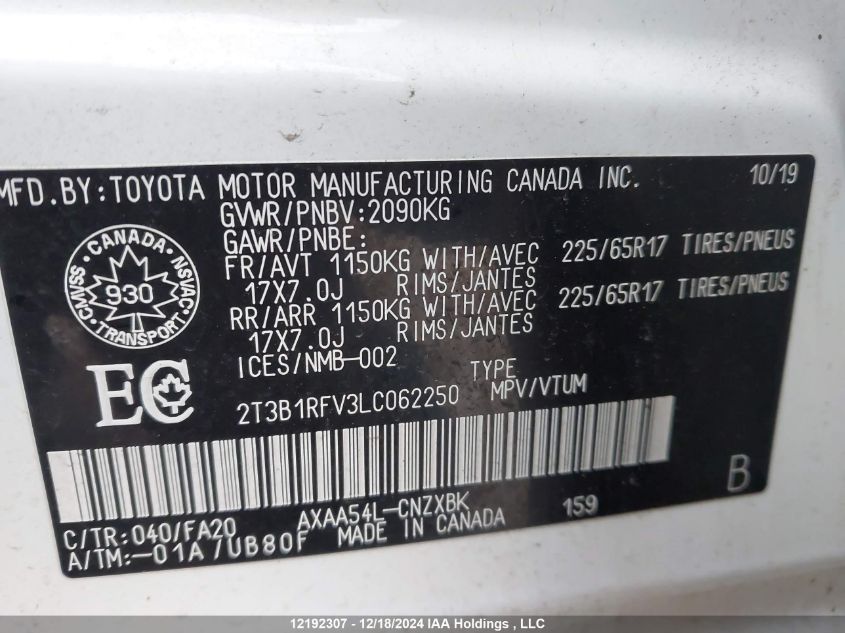 MFD.BY:TOYOTA MOTOR MANUFACTURING CANADA INC. 10/19
GVWR/PNBV:2090KG
GAWR/PNBE:
FR/AVT 1150KG WITH/AVEC 225/65R17 TIRES/PNEUS
17X7.0J RIMS/JANTES
RR/ARR 1150KG WITH/AVEC 225/65R17 TIRES/PNEUS
17X7.0J RIMS/JANTES
ICES/NMB-002
CANADA
CMVSS NSVAC
930
TRANSPORT
EC
TYPE
2T3B1RFV3LC062250 MPV/VTUM
B
C/TR:040/FA20 AXAA54L-CNZXBK 159
A/TM:-01A/UB80F MADE IN CANADA
12192307 - 12/18/2024 IAA Holdings , LLC